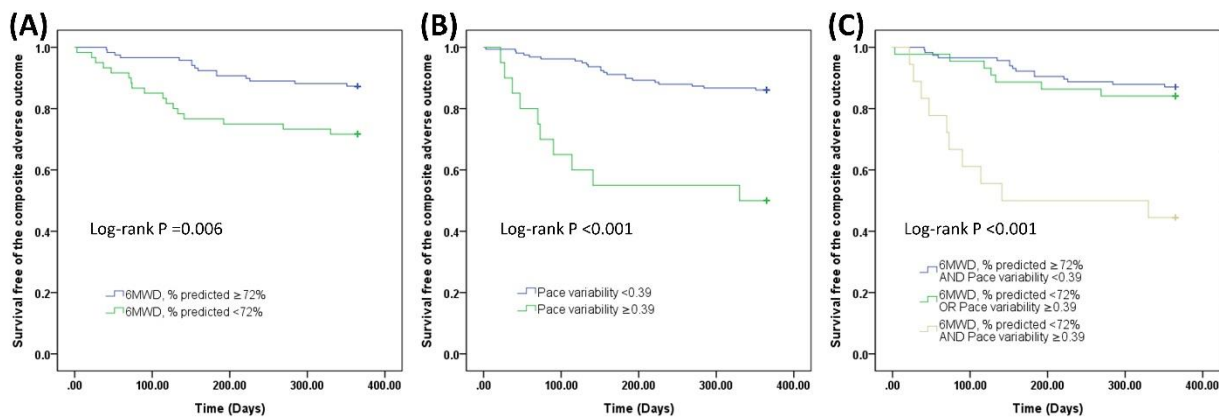 (A)
Survival free of the composite adverse outcome
1.0
0.8
0.6
0.4
0.2
0.0
Log-rank P =0.006
6MWD, % predicted ≥72%
6MWD, % predicted <72%
.00 100.00 200.00 300.00 400.00
Time (Days)
(B)
Survival free of the composite adverse outcome
1.0
0.8
0.6
0.4
0.2
0.0
Log-rank P <0.001
Pace variability <0.39
Pace variability ≥0.39
.00 100.00 200.00 300.00 400.00
Time (Days)
(C)
Survival free of the composite adverse outcome
1.0
0.8
0.6
0.4
0.2
0.0
Log-rank P <0.001
6MWD, % predicted ≥72%
AND Pace variability <0.39
6MWD, % predicted <72%
OR Pace variability ≥0.39
6MWD, % predicted <72%
AND Pace variability ≥0.39
.00 100.00 200.00 300.00 400.00
Time (Days)